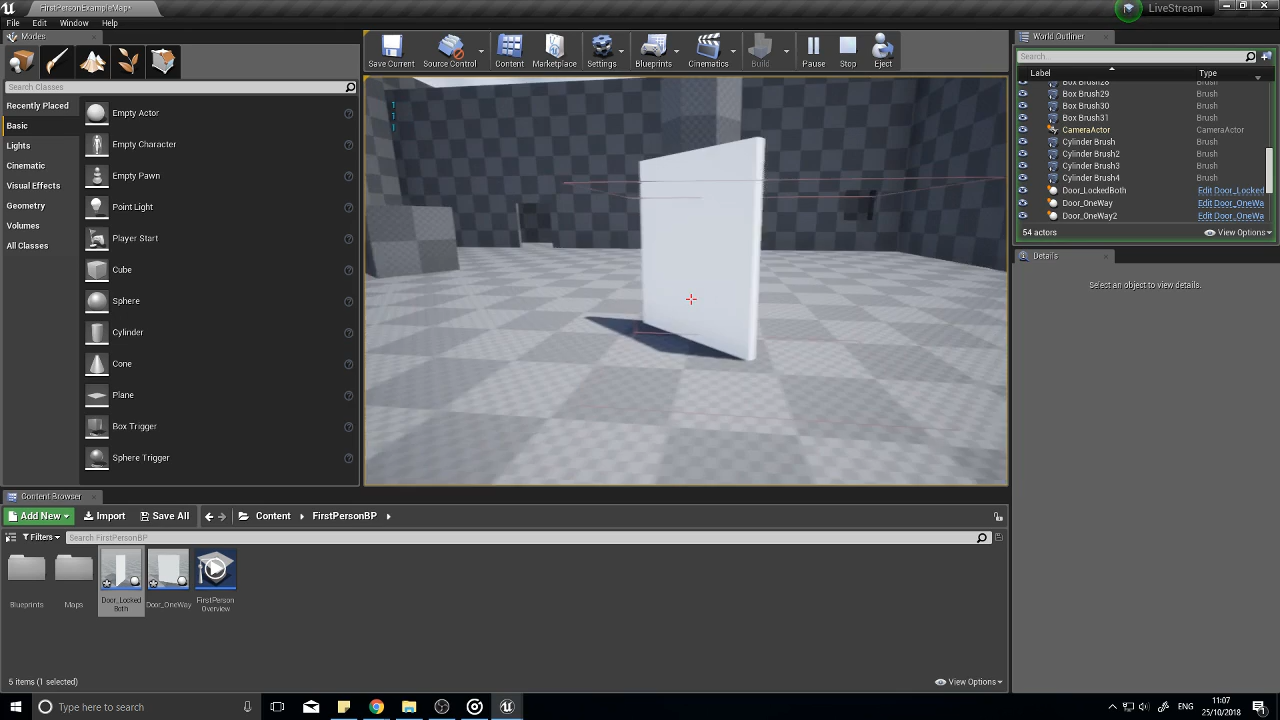 FirstPersonExampleMap*
LiveStream
File Edit Window Help
Modes
Save Current
Source Control
Content
Marketplace
Settings
Blueprints
Cinematics
Build
Pause
Stop
Eject
World Outliner
Search...
Search Classes
Label Type
Recently Placed
Basic
Lights
Cinematic
Visual Effects
Geometry
Volumes
All Classes
Empty Actor
Empty Character
Empty Pawn
Point Light
Player Start
Cube
Sphere
Cylinder
Cone
Plane
Box Trigger
Sphere Trigger
1
1
1
Box Brush28 Brush
Box Brush29 Brush
Box Brush30 Brush
Box Brush31 Brush
CameraActor CameraActor
Cylinder Brush Brush
Cylinder Brush2 Brush
Cylinder Brush3 Brush
Cylinder Brush4 Brush
Door_LockedBoth Edit Door_Locked
Door_OneWay Edit Door_OneWa
Door_OneWay2 Edit Door_OneWa
54 actors
View Options
Details
Select an object to view details.
Content Browser
Add New
Import
Save All
Content
FirstPersonBP
Filters
Search FirstPersonBP
Blueprints
Maps
Door_Locked
Both
Door_OneWay
FirstPerson
Overview
5 items (1 selected)
View Options
Type here to search
ENG
11:07
25/10/2018
1